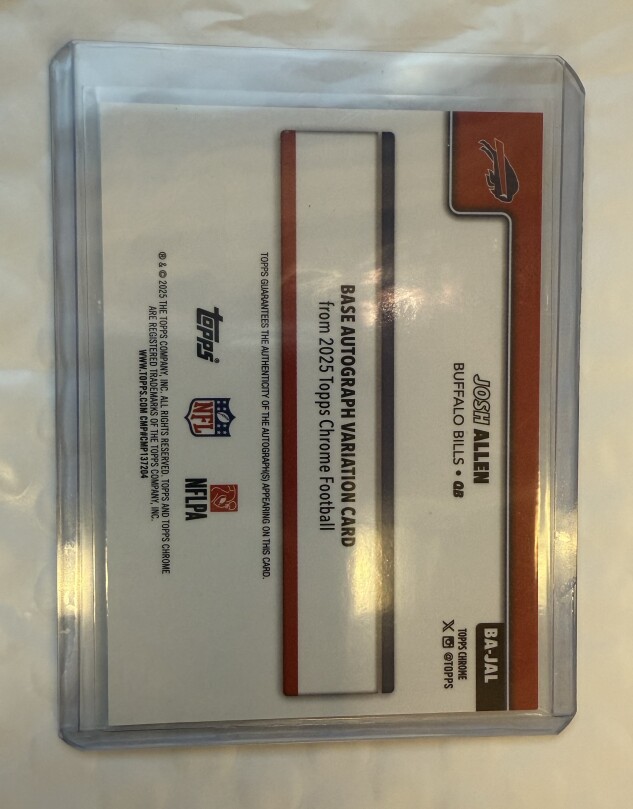 JOSH ALLEN
BUFFALO BILLS • QB
BA-JAL
TOPPS CHROME
@TOPPS
BASE AUTOGRAPH VARIATION CARD
from 2025 Topps Chrome Football
TOPPS GUARANTEES THE AUTHENTICITY OF THE AUTOGRAPH(S) APPEARING ON THIS CARD.
topps®
NFL
NFLPA
® & © 2025 THE TOPPS COMPANY, INC. ALL RIGHTS RESERVED. TOPPS AND TOPPS CHROME
ARE REGISTERED TRADEMARKS OF THE TOPPS COMPANY, INC.
WWW.TOPPS.COM CMP#CMP137204